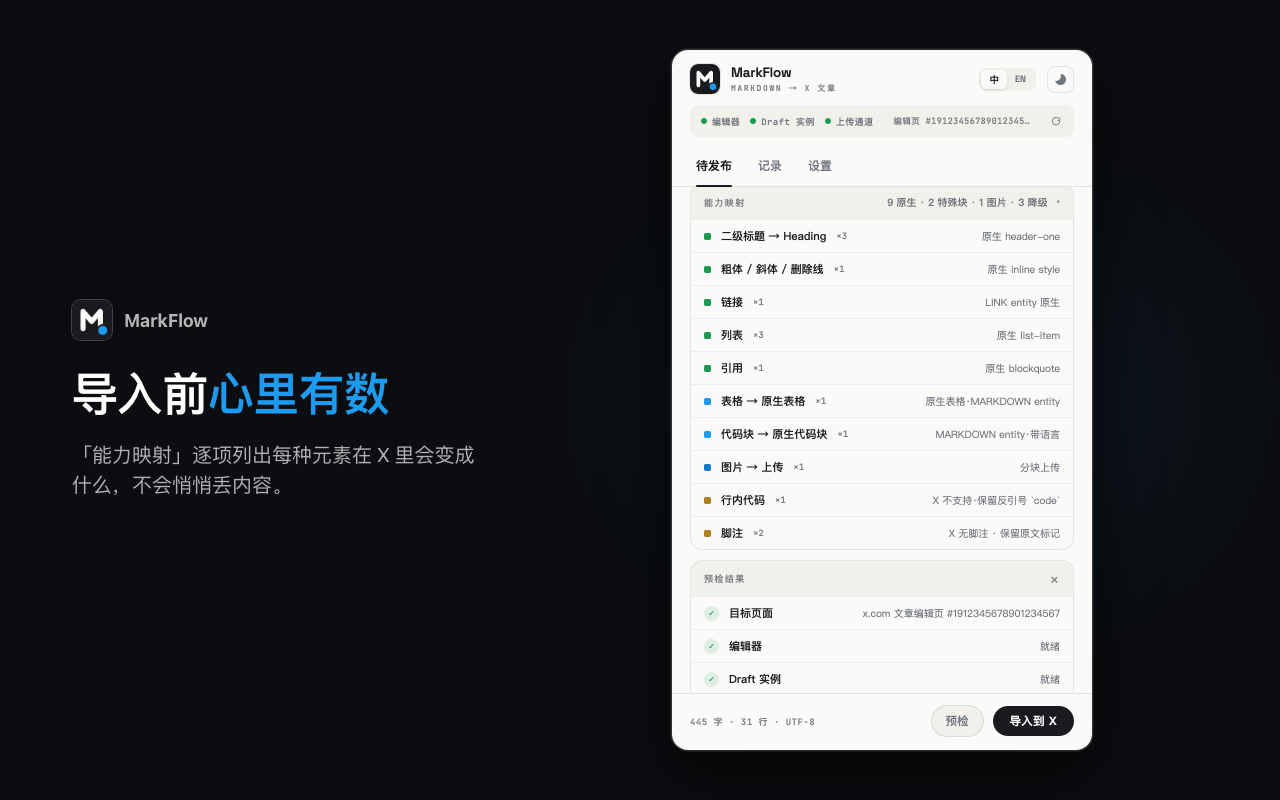 MarkFlow
导入前心里有数
「能力映射」逐项列出每种元素在 X 里会变成
什么，不会悄悄丢内容。
MarkFlow
MARKDOWN → X 文章
中 EN
编辑器 Draft 实例 上传通道 编辑页 #19123456789012345…
待发布 记录 设置
能力映射 9 原生 · 2 特殊块 · 1 图片 · 3 降级
二级标题 → Heading ×3 原生 header-one
粗体 / 斜体 / 删除线 ×1 原生 inline style
链接 ×1 LINK entity 原生
列表 ×3 原生 list-item
引用 ×1 原生 blockquote
表格 → 原生表格 ×1 原生表格·MARKDOWN entity
代码块 → 原生代码块 ×1 MARKDOWN entity·带语言
图片 → 上传 ×1 分块上传
行内代码 ×1 X 不支持·保留反引号 `code`
脚注 ×2 X 无脚注 · 保留原文标记
预检结果 ×
✓ 目标页面 x.com 文章编辑页 #1912345678901234567
✓ 编辑器 就绪
✓ Draft 实例 就绪
445 字 · 31 行 · UTF-8 预检 导入到 X